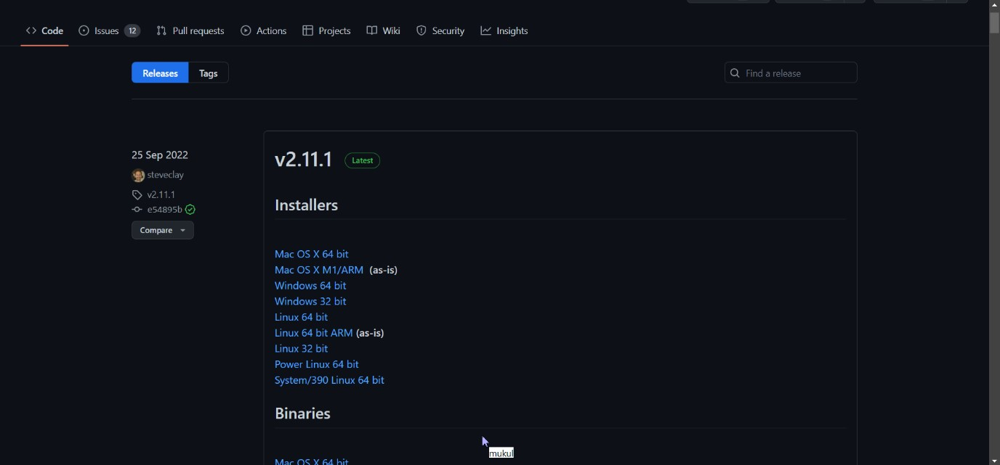 Code Issues 12 Pull requests Actions Projects Wiki Security Insights
Releases Tags Find a release
25 Sep 2022
steveclay
v2.11.1
e54895b
Compare
v2.11.1 Latest
Installers
Mac OS X 64 bit
Mac OS X M1/ARM (as-is)
Windows 64 bit
Windows 32 bit
Linux 64 bit
Linux 64 bit ARM (as-is)
Linux 32 bit
Power Linux 64 bit
System/390 Linux 64 bit
Binaries
mukul
Mac OS X 64 bit